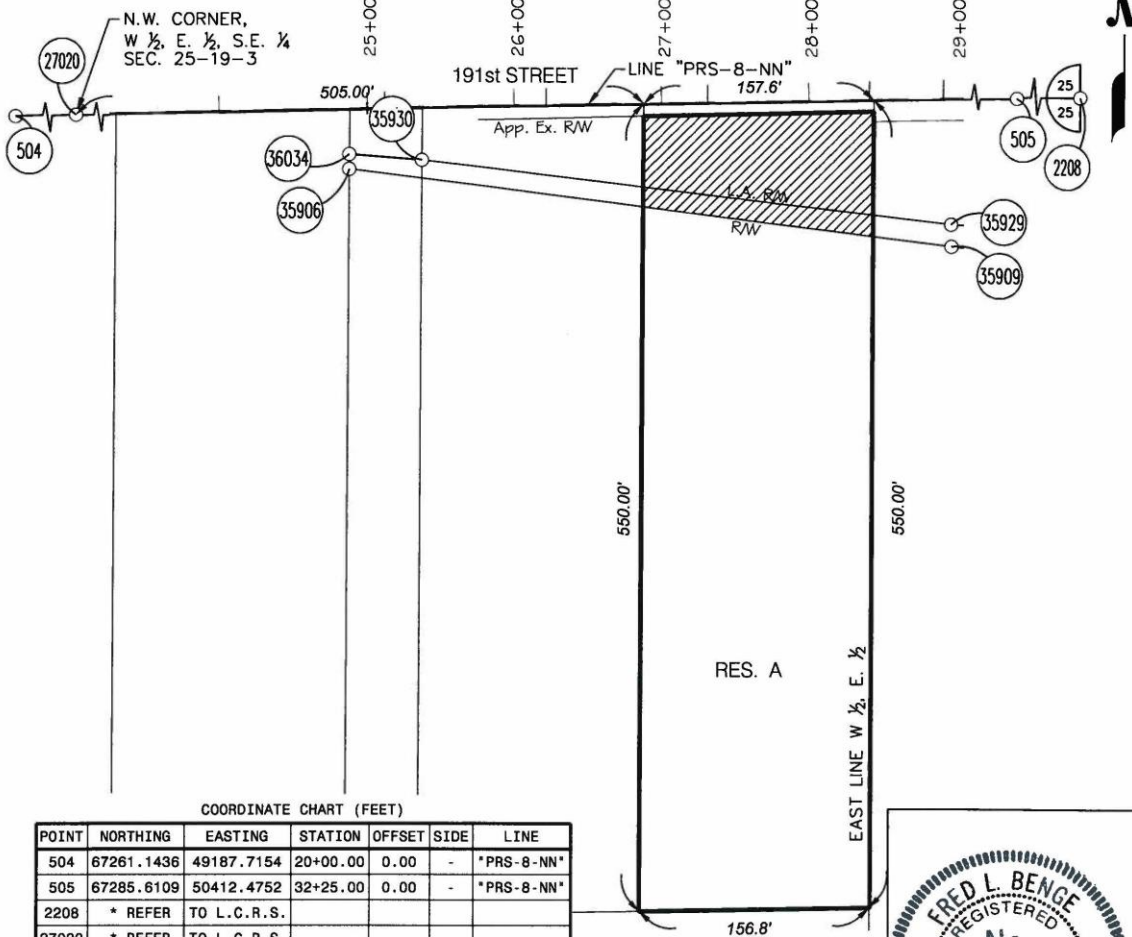 N.W. CORNER,
W ½, E. ½, S.E. ¼
SEC. 25-19-3
27020
504
25+00
26+00
27+00
28+00
29+00
N
191st STREET
LINE "PRS-8-NN"
505.00'
157.6'
35930
App. Ex. R/W
25
25
505
2208
36034
35906
L.A. R/W
R/W
35929
35909
550.00'
550.00'
RES. A
EAST LINE W ½, E. ½
156.8'
COORDINATE CHART (FEET)
POINT NORTHING EASTING STATION OFFSET SIDE LINE
504 67261.1436 49187.7154 20+00.00 0.00 - "PRS-8-NN"
505 67285.6109 50412.4752 32+25.00 0.00 - "PRS-8-NN"
2208 * REFER TO L.C.R.S.
27020 * REFER TO L.C.R.S.
FRED L. BENGE
REGISTERED